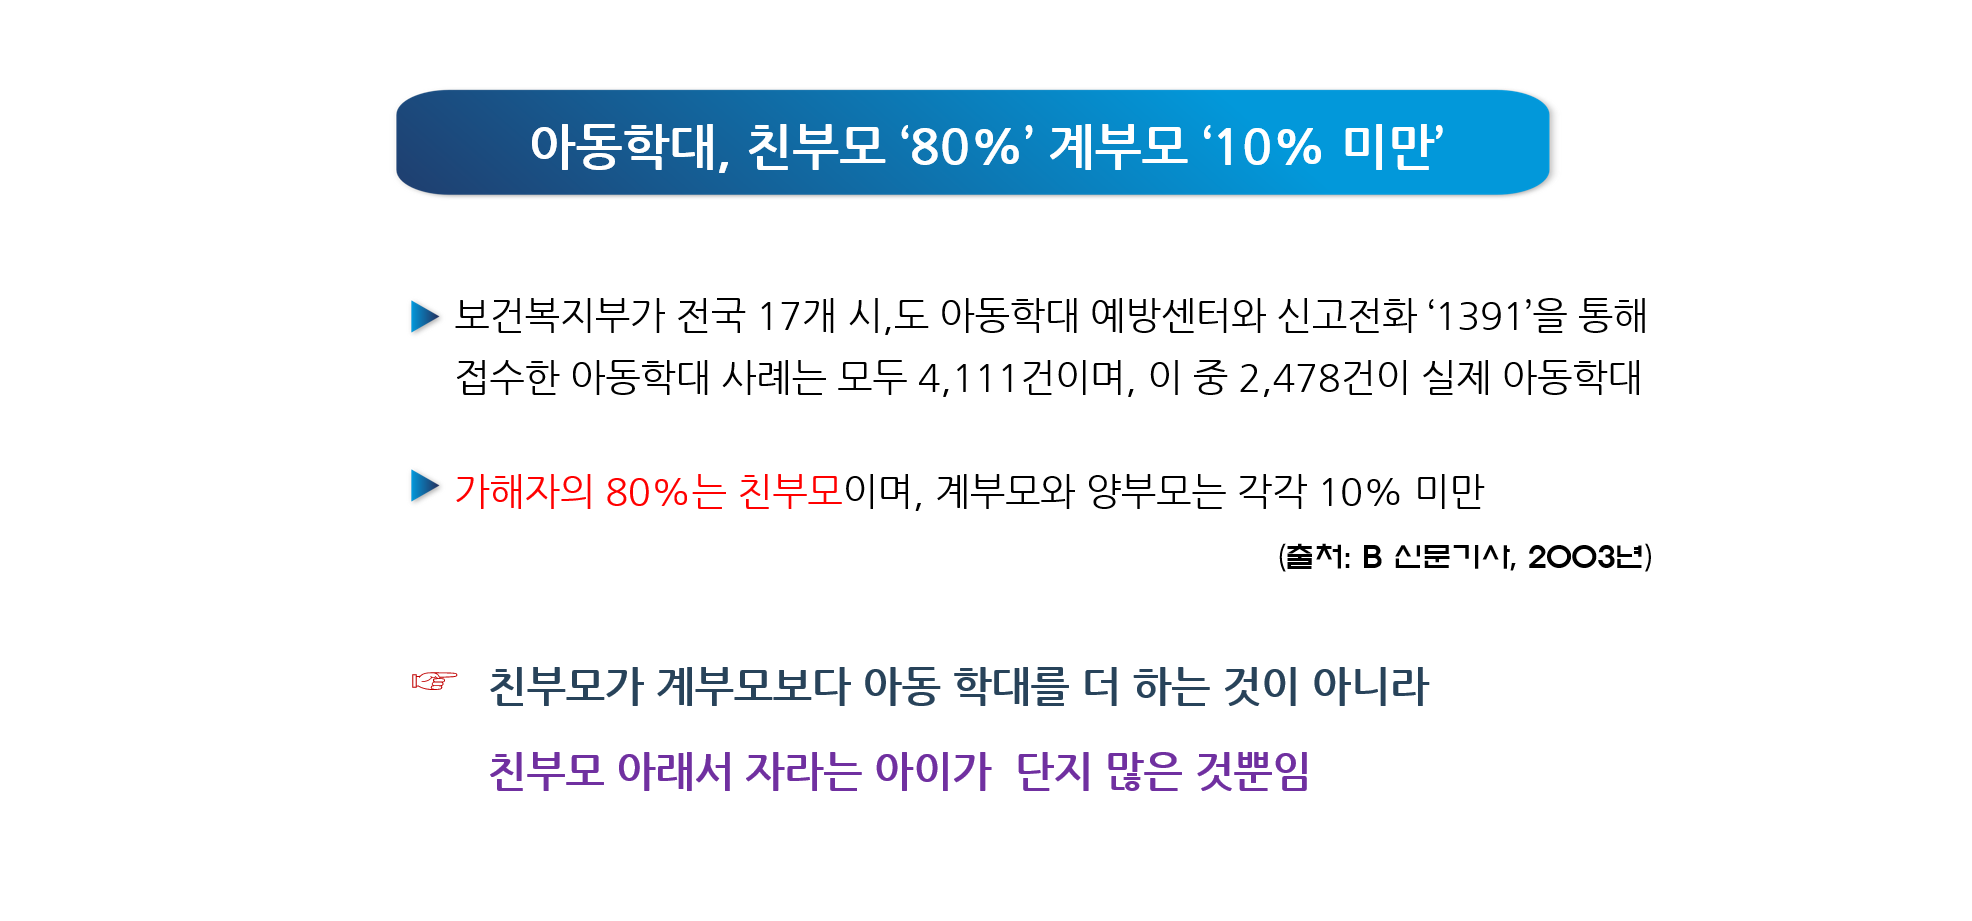 아동학대, 친부모 ‘80%’ 계부모 ‘10% 미만’
▶ 보건복지부가 전국 17개 시,도 아동학대 예방센터와 신고전화 ‘1391’을 통해
접수한 아동학대 사례는 모두 4,111건이며, 이 중 2,478건이 실제 아동학대
▶ 가해자의 80%는 친부모이며, 계부모와 양부모는 각각 10% 미만
(출처: B 신문기사, 2003년)
☞ 친부모가 계부모보다 아동 학대를 더 하는 것이 아니라
친부모 아래서 자라는 아이가 단지 많은 것뿐임